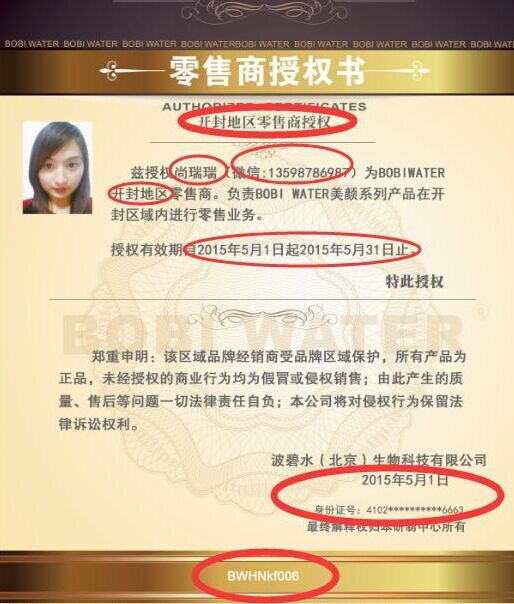 BOBI WATER BOBI WATER BOBI WATERBOBI WATER BOBI WATER BOBI WATER BOBI WATER
零售商授权书
AUTHORIZED CERTIFICATES
开封地区零售商授权
兹授权尚瑞瑞（微信:13598786987）为BOBIWATER
开封地区零售商。负责BOBI WATER美颜系列产品在开
封区域内进行零售业务。
授权有效期自2015年5月1日起2015年5月31日止。
特此授权
BOBI WATER®
郑重申明：该区域品牌经销商受品牌区域保护，所有产品为
正品，未经授权的商业行为均为假冒或侵权销售；由此产生的质
量、售后等问题一切法律责任自负；本公司将对侵权行为保留法
律诉讼权利。
波碧水（北京）生物科技有限公司
2015年5月1日
身份证号：4102**********6663
最终解释权归本研制中心所有
BWHNkf006